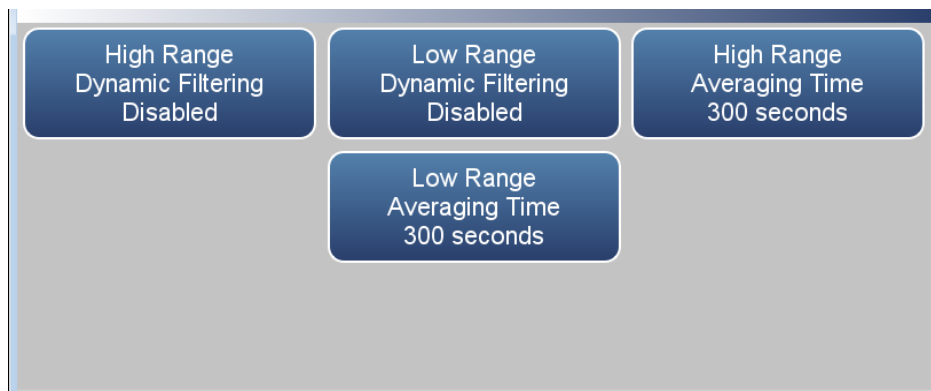 High Range
Dynamic Filtering
Disabled
Low Range
Dynamic Filtering
Disabled
High Range
Averaging Time
300 seconds
Low Range
Averaging Time
300 seconds